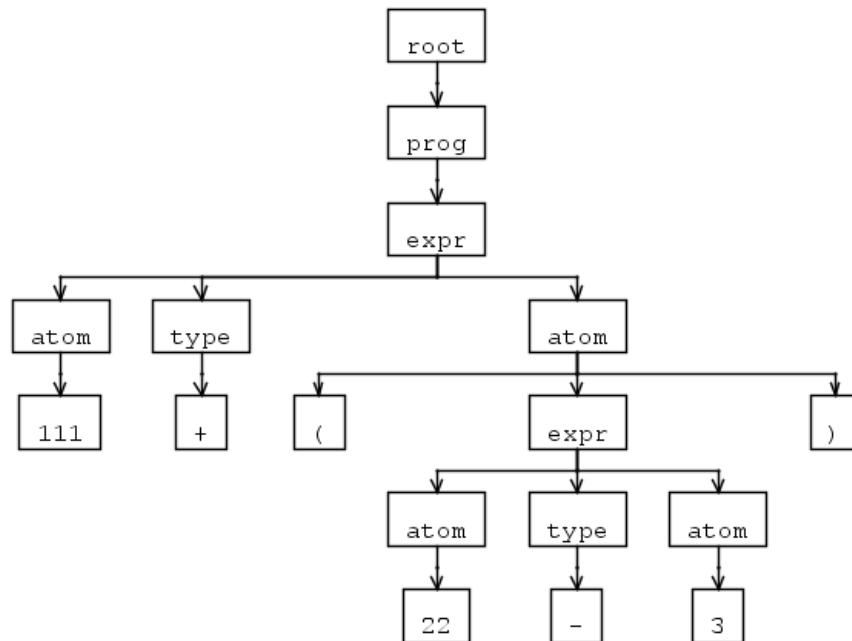 root
prog
expr
atom type atom
111 + ( expr )
atom type atom
22 - 3